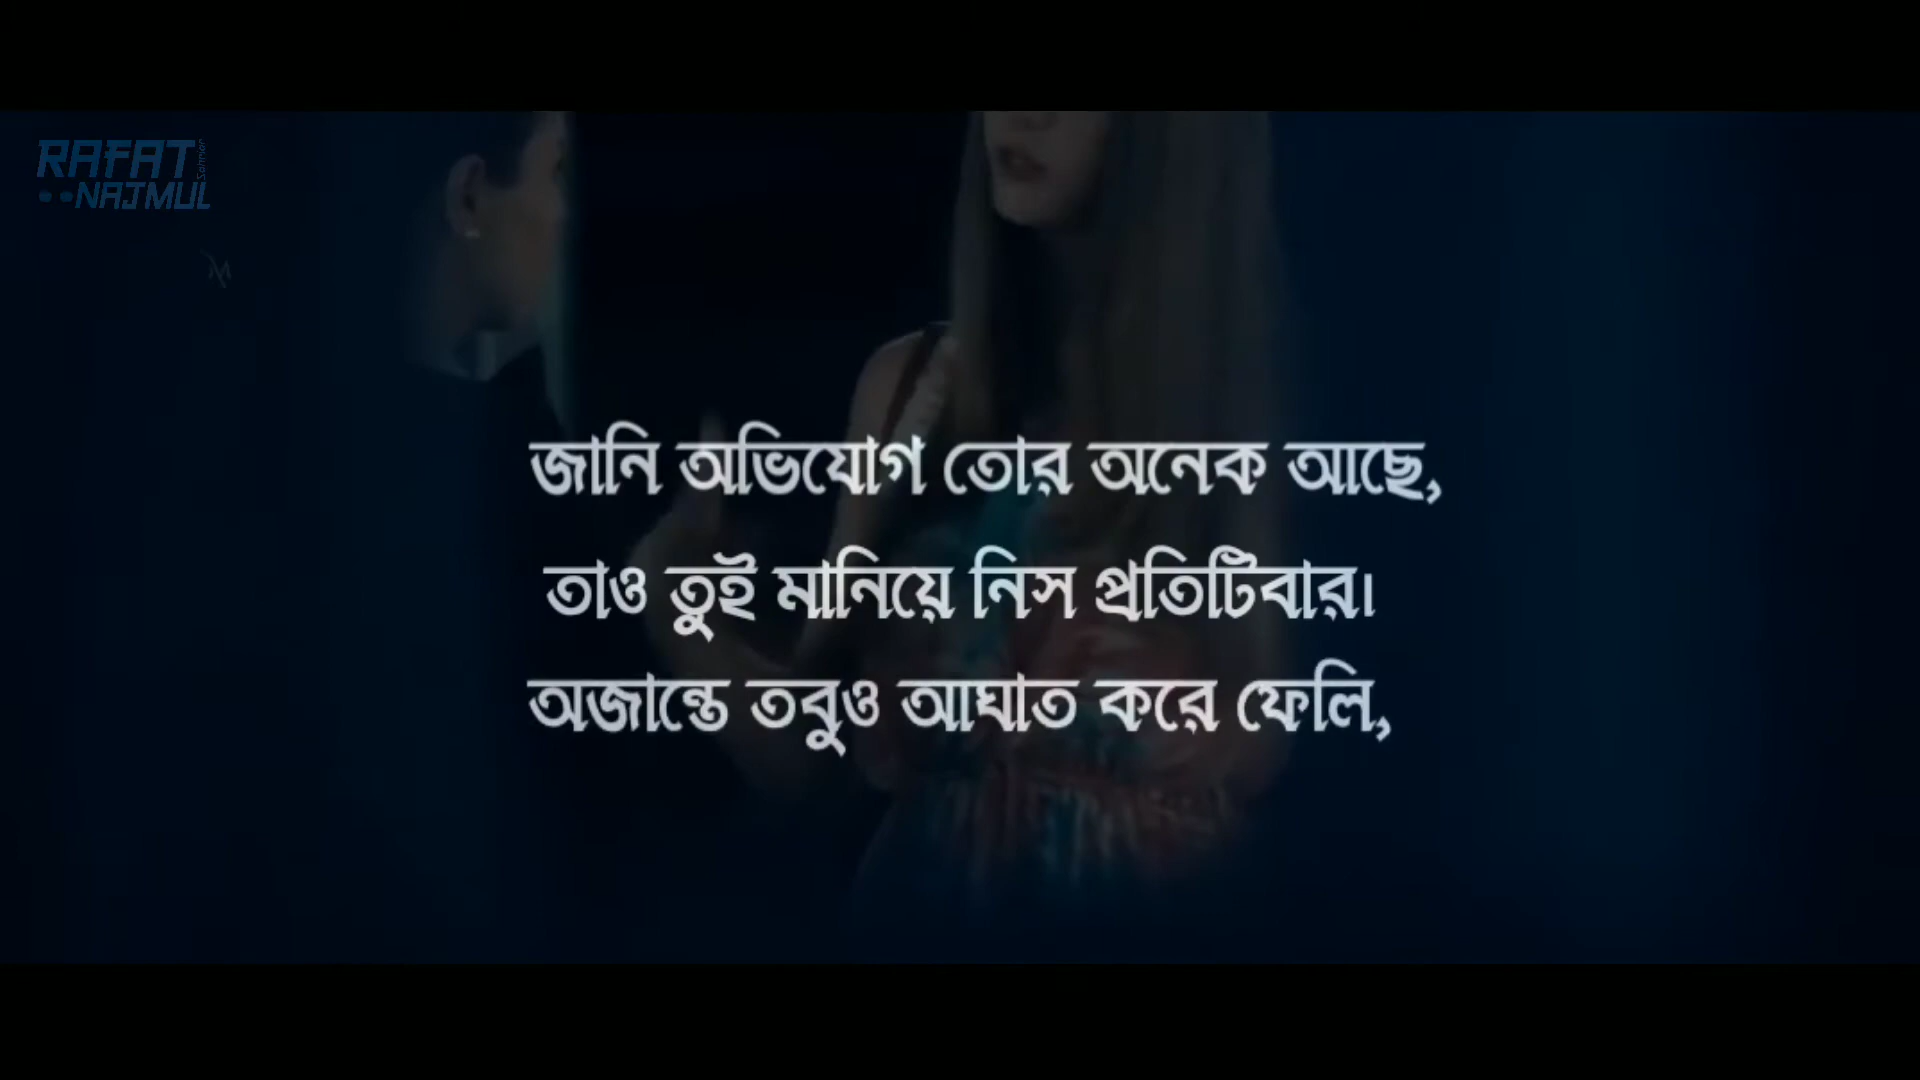 RAFAT
NAJMUL
জানি অভিযোগ তোর অনেক আছে,
তাও তুই মানিয়ে নিস প্রতিটিবার।
অজান্তে তবুও আঘাত করে ফেলি,